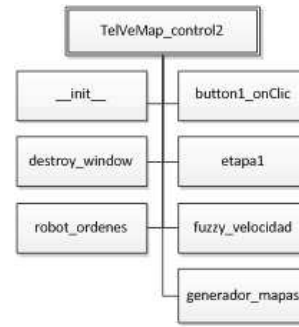 TelVeMap_control2
__init__
button1_onClic
destroy_window
etapa1
robot_ordenes
fuzzy_velocidad
generador_mapas